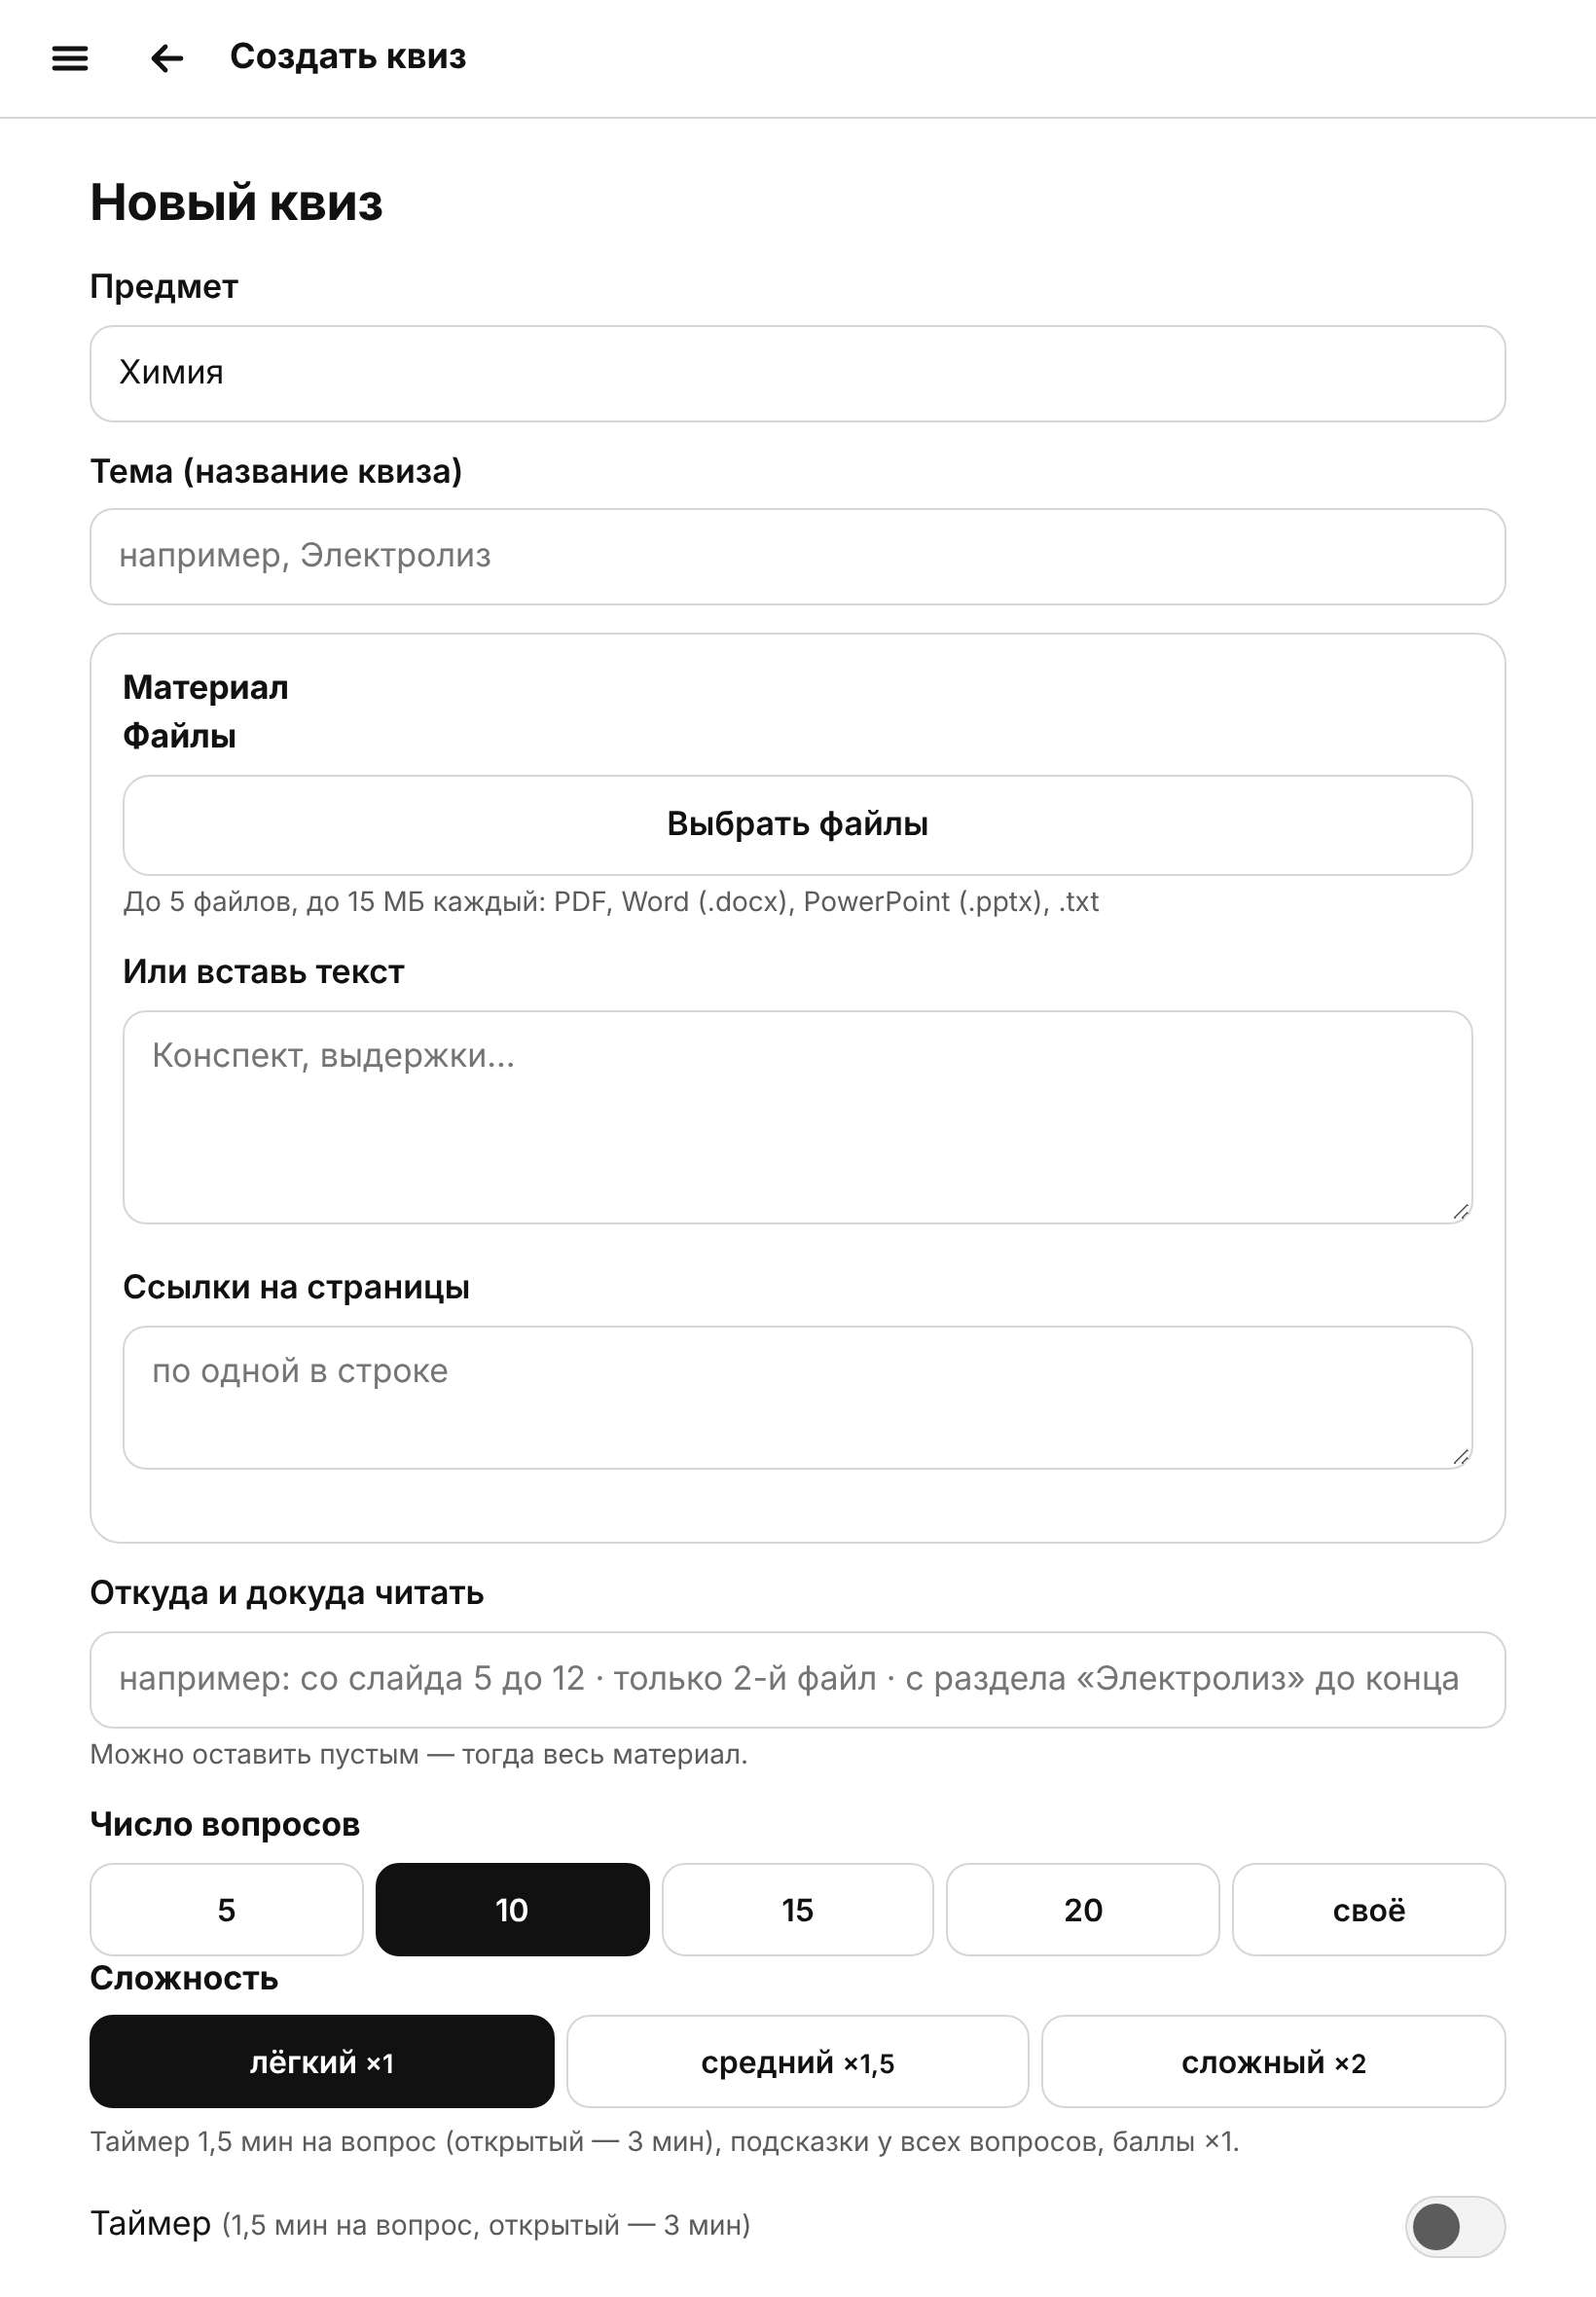 Создать квиз
Новый квиз
Предмет
Химия
Тема (название квиза)
например, Электролиз
Материал
Файлы
Выбрать файлы
До 5 файлов, до 15 МБ каждый: PDF, Word (.docx), PowerPoint (.pptx), .txt
Или вставь текст
Конспект, выдержки...
Ссылки на страницы
по одной в строке
Откуда и докуда читать
например: со слайда 5 до 12 · только 2-й файл · с раздела «Электролиз» до конца
Можно оставить пустым — тогда весь материал.
Число вопросов
5 10 15 20 своё
Сложность
лёгкий ×1 средний ×1,5 сложный ×2
Таймер 1,5 мин на вопрос (открытый — 3 мин), подсказки у всех вопросов, баллы ×1.
Таймер (1,5 мин на вопрос, открытый — 3 мин)